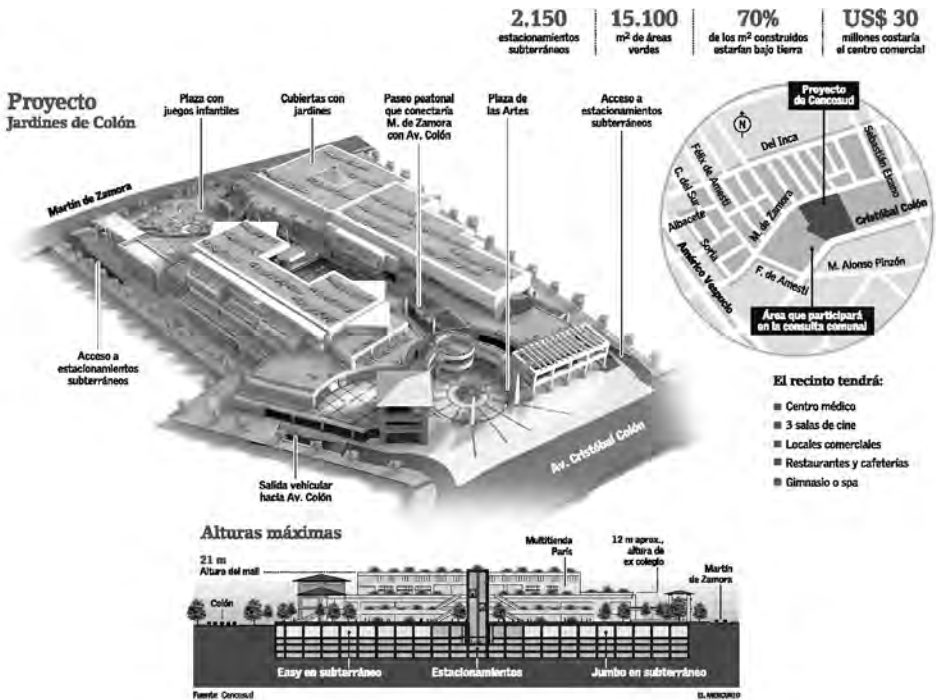 2.150
estacionamientos
subterráneos
15.100
m² de áreas
verdes
70%
de los m² construidos
estarían bajo tierra
US$ 30
millones costaría
el centro comercial
Proyecto
Jardines de Colón
Plaza con
juegos infantiles
Cubiertas con
jardines
Paseo peatonal
que conectaría
M. de Zamora
con Av. Colón
Plaza de
las Artes
Acceso a
estacionamientos
subterráneos
Martín de Zamora
Acceso a
estacionamientos
subterráneos
Salida vehicular
hacia Av. Colón
Av. Cristóbal Colón
Proyecto
de Cencosud
N
Del Inca
Félix de Amesti
C. del Sur
Albacete
Soria
Américo Vespucio
M. de Zamora
F. de Amesti
Sebastián Elcano
Cristóbal Colón
M. Alonso Pinzón
Área que participará
en la consulta comunal
El recinto tendrá:
Centro médico
3 salas de cine
Locales comerciales
Restaurantes y cafeterías
Gimnasio o spa
Alturas máximas
21 m
Altura del mall
Colón
Multitienda
París
12 m aprox.,
altura de
ex colegio
Martín
de Zamora
Easy en subterráneo
Estacionamientos
Jumbo en subterráneo
Fuente: Cencosud
EL MERCURIO